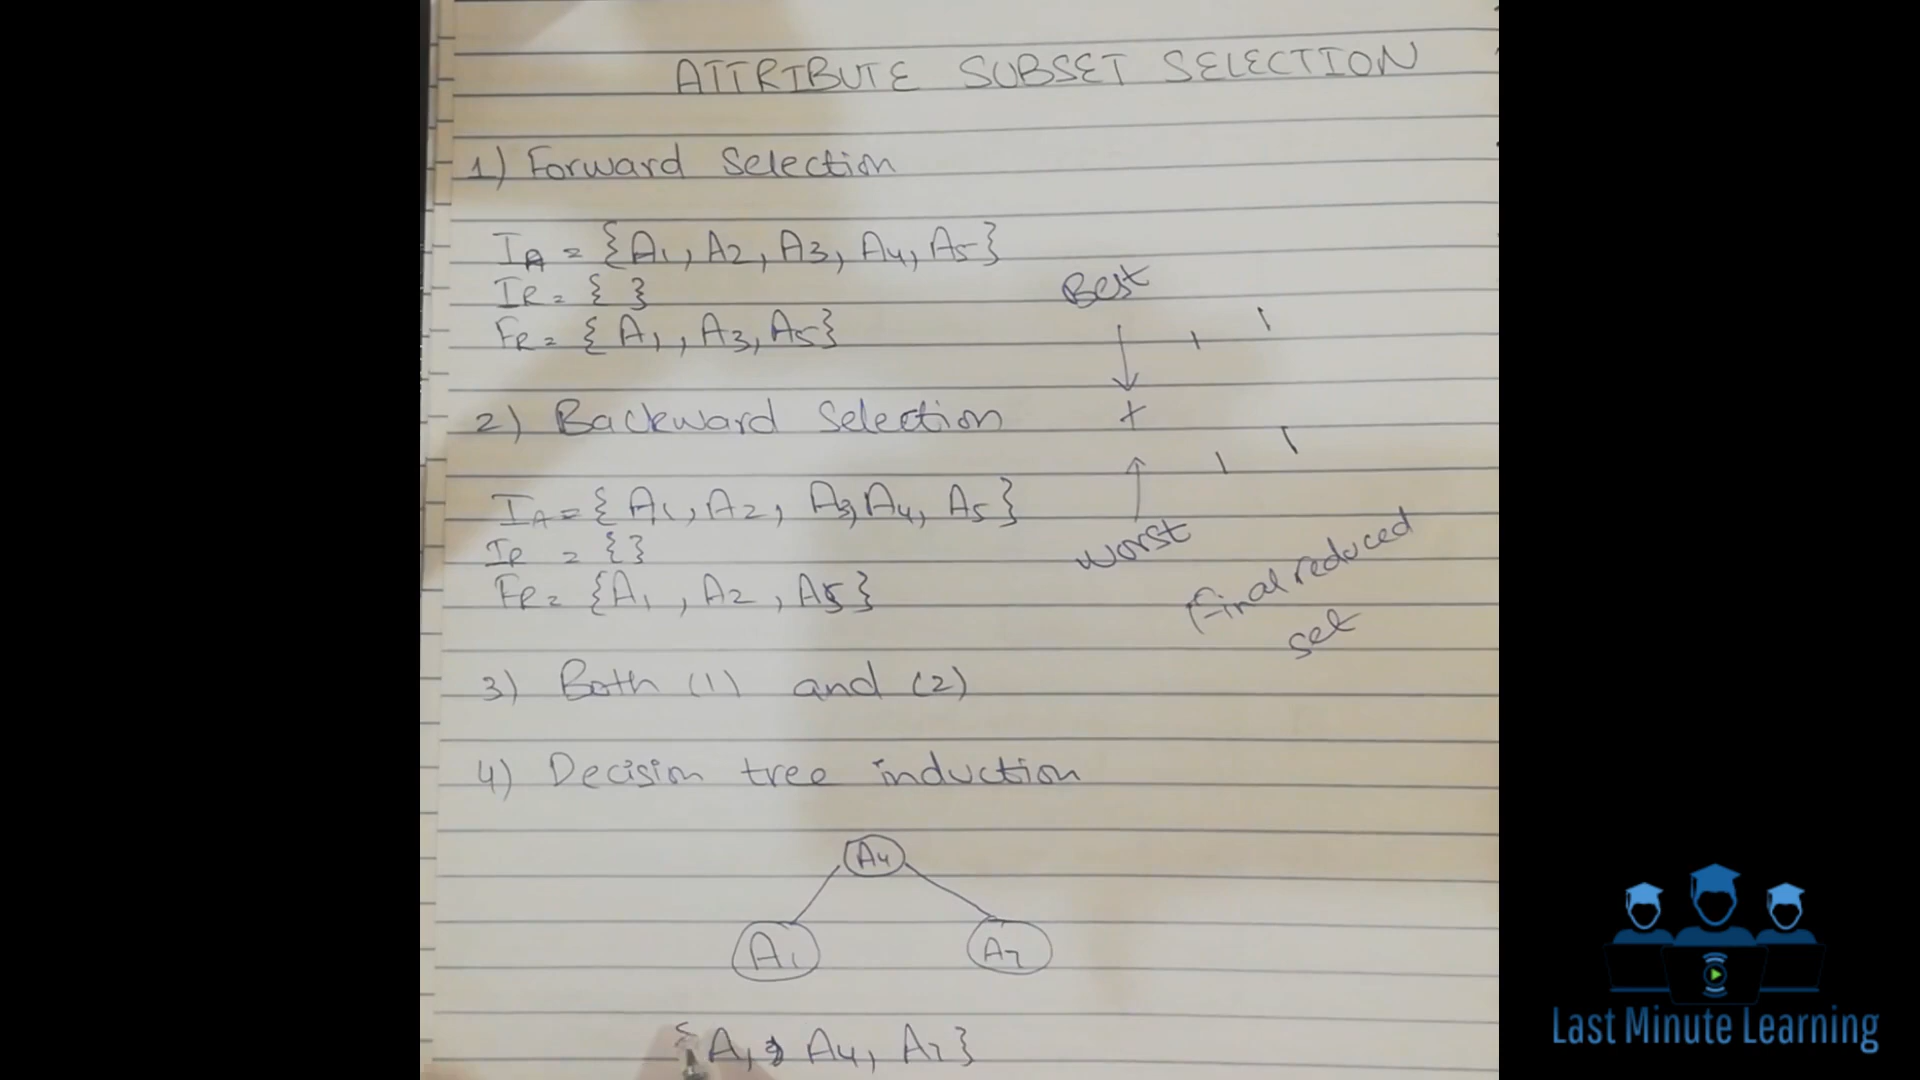 ATTRIBUTE SUBSET SELECTION
1) Forward Selection
IA = {A1, A2, A3, A4, A5}
IR = { }
FR = { A1, A3, A5}
Best
2) Backward Selection
+
IA = { A1, A2, A3, A4, A5 }
IR = { }
FR = {A1, A2, A5}
worst
(Final reduced
set
3) Both (1) and (2)
4) Decision tree induction
A4
A1
A7
{ A1, A4, A7}
Last Minute Learning